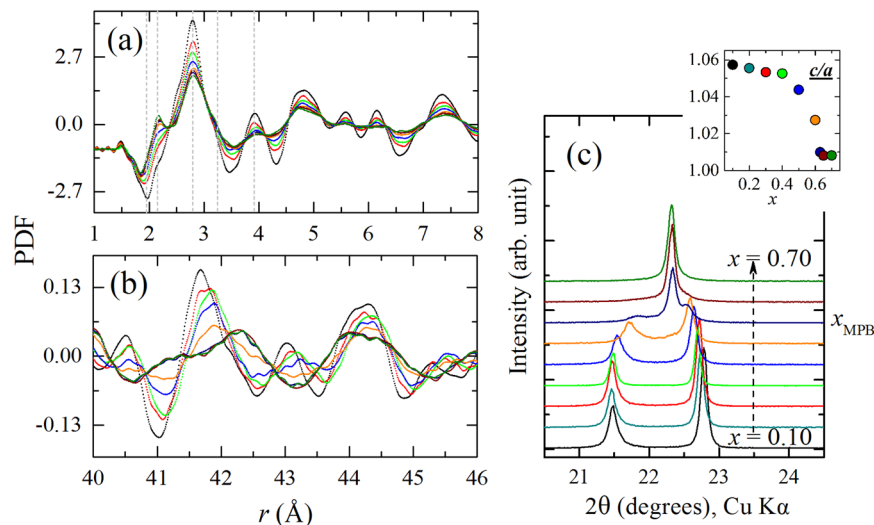 (a)
2.7
0.0
-2.7
1 2 3 4 5 6 7 8
PDF
(b)
0.13
0.00
-0.13
40 41 42 43 44 45 46
r (Å)
(c)
1.06
1.04
1.02
1.00
c/a
0.2 0.4 0.6
x
Intensity (arb. unit)
x = 0.70
xMPB
x = 0.10
21 22 23 24
2θ (degrees), Cu Kα